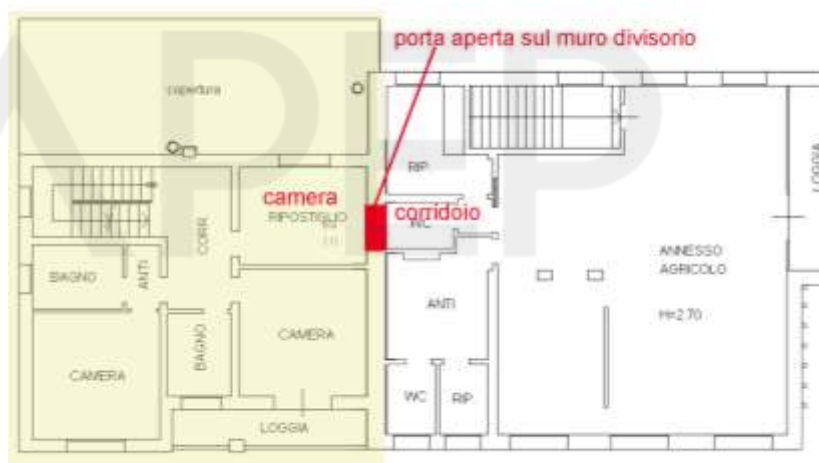 porta aperta sul muro divisorio
copertura
RIP
camera
RIPOSTIGLIO
corridoio
WC
CORR
LOGGIA
BAGNO
ANTI
ANNESSO
AGRICOLO
H=2.70
ANTI
CAMERA
BAGNO
CAMERA
WC
RIP
LOGGIA
APEP